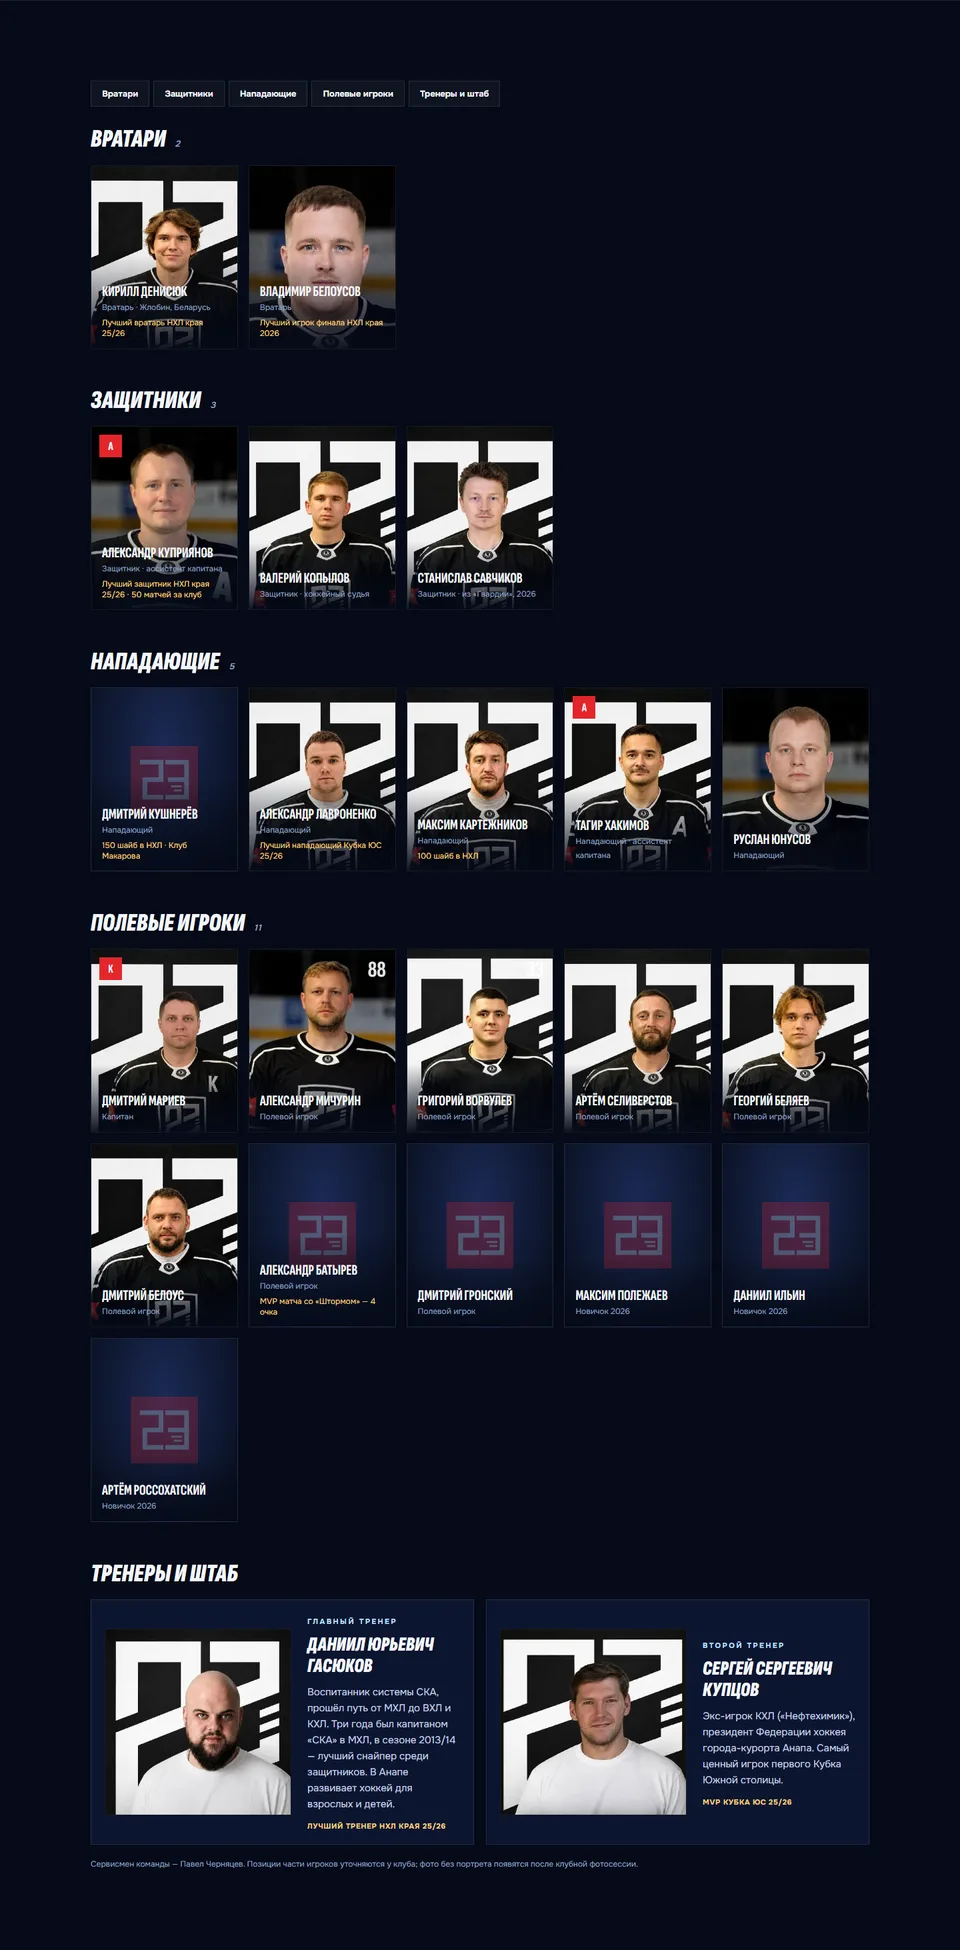 Вратари Защитники Нападающие Полевые игроки Тренеры и штаб
ВРАТАРИ 2
КИРИЛЛ ДЕНИСЮК
Вратарь · Жлобин, Беларусь
Лучший вратарь НХЛ края
25/26
ВЛАДИМИР БЕЛОУСОВ
Вратарь
Лучший игрок финала НХЛ края
2026
ЗАЩИТНИКИ 3
А
АЛЕКСАНДР КУПРИЯНОВ
Защитник · ассистент капитана
Лучший защитник НХЛ края
25/26 · 50 матчей за клуб
A
ВАЛЕРИЙ КОПЫЛОВ
Защитник · хоккейный судья
СТАНИСЛАВ САВЧИКОВ
Защитник · из «Гвардии», 2026
НАПАДАЮЩИЕ 5
23
ДМИТРИЙ КУШНЕРЁВ
Нападающий
150 шайб в НХЛ · Клуб
Макарова
АЛЕКСАНДР ЛАВРОНЕНКО
Нападающий
Лучший нападающий Кубка ЮС
25/26
МАКСИМ КАРТЕЖНИКОВ
Нападающий
100 шайб в НХЛ
А
A
ТАГИР ХАКИМОВ
Нападающий · ассистент
капитана
РУСЛАН ЮНУСОВ
Нападающий
ПОЛЕВЫЕ ИГРОКИ 11
К
К
ДМИТРИЙ МАРИЕВ
Капитан
88
АЛЕКСАНДР МИЧУРИН
Полевой игрок
ГРИГОРИЙ ВОРВУЛЕВ
Полевой игрок
АРТЁМ СЕЛИВЕРСТОВ
Полевой игрок
ГЕОРГИЙ БЕЛЯЕВ
Полевой игрок
ДМИТРИЙ БЕЛОУС
Полевой игрок
23
АЛЕКСАНДР БАТЫРЕВ
Полевой игрок
MVP матча со «Штормом» — 4
очка
23
ДМИТРИЙ ГРОНСКИЙ
Полевой игрок
23
МАКСИМ ПОЛЕЖАЕВ
Новичок 2026
23
ДАНИИЛ ИЛЬИН
Новичок 2026
23
АРТЁМ РОССОХАТСКИЙ
Новичок 2026
ТРЕНЕРЫ И ШТАБ
ГЛАВНЫЙ ТРЕНЕР
ДАНИИЛ ЮРЬЕВИЧ
ГАСЮКОВ
Воспитанник системы СКА,
прошёл путь от МХЛ до ВХЛ и
КХЛ. Три года был капитаном
«СКА» в МХЛ, в сезоне 2013/14
— лучший снайпер среди
защитников. В Анапе
развивает хоккей для
взрослых и детей.
ЛУЧШИЙ ТРЕНЕР НХЛ КРАЯ 25/26
ВТОРОЙ ТРЕНЕР
СЕРГЕЙ СЕРГЕЕВИЧ
КУПЦОВ
Экс-игрок КХЛ («Нефтехимик»),
президент Федерации хоккея
города-курорта Анапа. Самый
ценный игрок первого Кубка
Южной столицы.
MVP КУБКА ЮС 25/26
Сервисмен команды — Павел Черняцев. Позиции части игроков уточняются у клуба; фото без портрета появятся после клубной фотосессии.